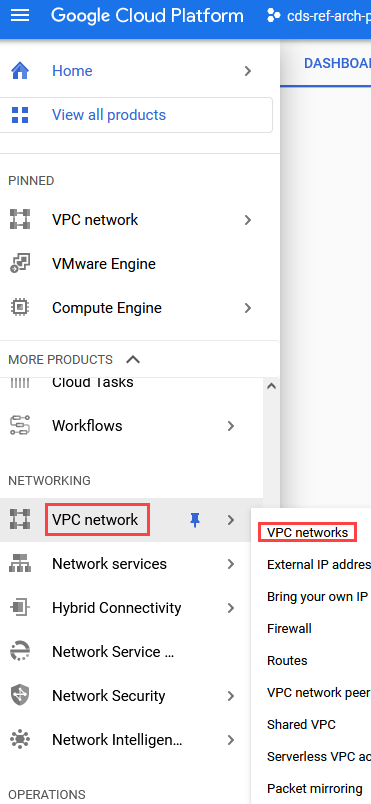 Google Cloud Platform
cds-ref-arch-p
Home
DASHBOA
View all products
PINNED
VPC network
VMware Engine
Compute Engine
MORE PRODUCTS
Cloud Tasks
Workflows
NETWORKING
VPC network
VPC networks
Network services
External IP addres
Hybrid Connectivity
Bring your own IP
Firewall
Network Service ...
Routes
Network Security
VPC network peer
Shared VPC
Network Intelligen...
Serverless VPC ac
Packet mirroring
OPERATIONS